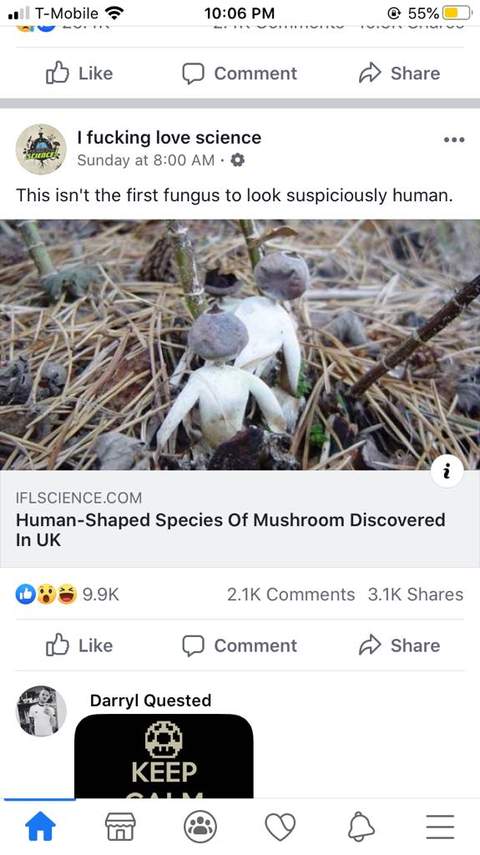 T-Mobile 10:06 PM 55%
Like Comment Share
I fucking love science
Sunday at 8:00 AM ·
This isn't the first fungus to look suspiciously human.
IFLSCIENCE.COM
Human-Shaped Species Of Mushroom Discovered
In UK
9.9K 2.1K Comments 3.1K Shares
Like Comment Share
Darryl Quested
KEEP